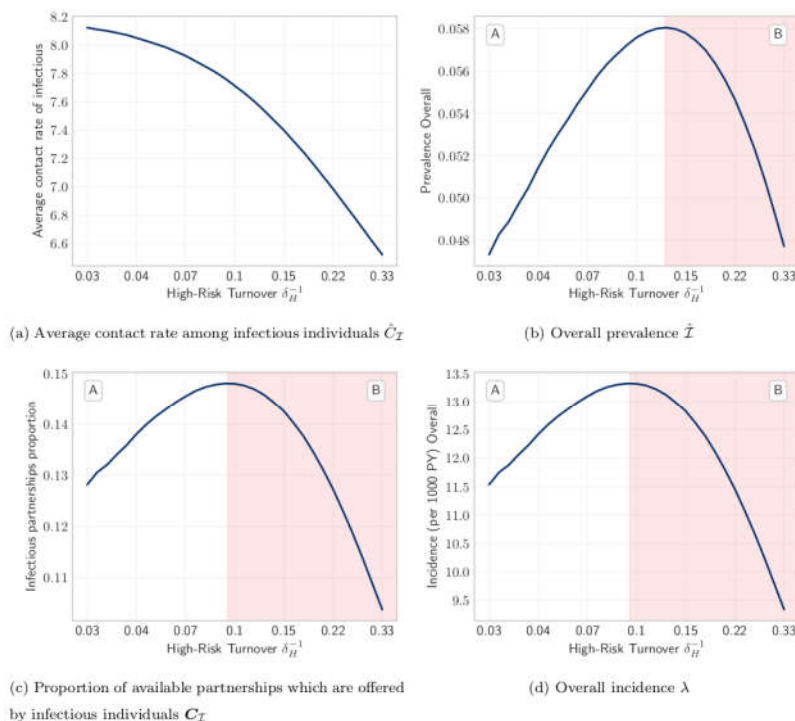 8.2
8.0
7.8
7.6
7.4
7.2
7.0
6.8
6.6
Average contact rate of infectious
0.03 0.04 0.07 0.1 0.15 0.22 0.33
High-Risk Turnover δ_H^{-1}
(a) Average contact rate among infectious individuals Ĉ_𝓘
A B
0.058
0.056
0.054
0.052
0.050
0.048
Prevalence Overall
0.03 0.04 0.07 0.1 0.15 0.22 0.33
High-Risk Turnover δ_H^{-1}
(b) Overall prevalence 𝓘̂
A B
0.15
0.14
0.13
0.12
0.11
Infectious partnerships proportion
0.03 0.04 0.07 0.1 0.15 0.22 0.33
High-Risk Turnover δ_H^{-1}
(c) Proportion of available partnerships which are offered
by infectious individuals C_𝓘
A B
13.5
13.0
12.5
12.0
11.5
11.0
10.5
10.0
9.5
Incidence (per 1000 PY) Overall
0.03 0.04 0.07 0.1 0.15 0.22 0.33
High-Risk Turnover δ_H^{-1}
(d) Overall incidence λ